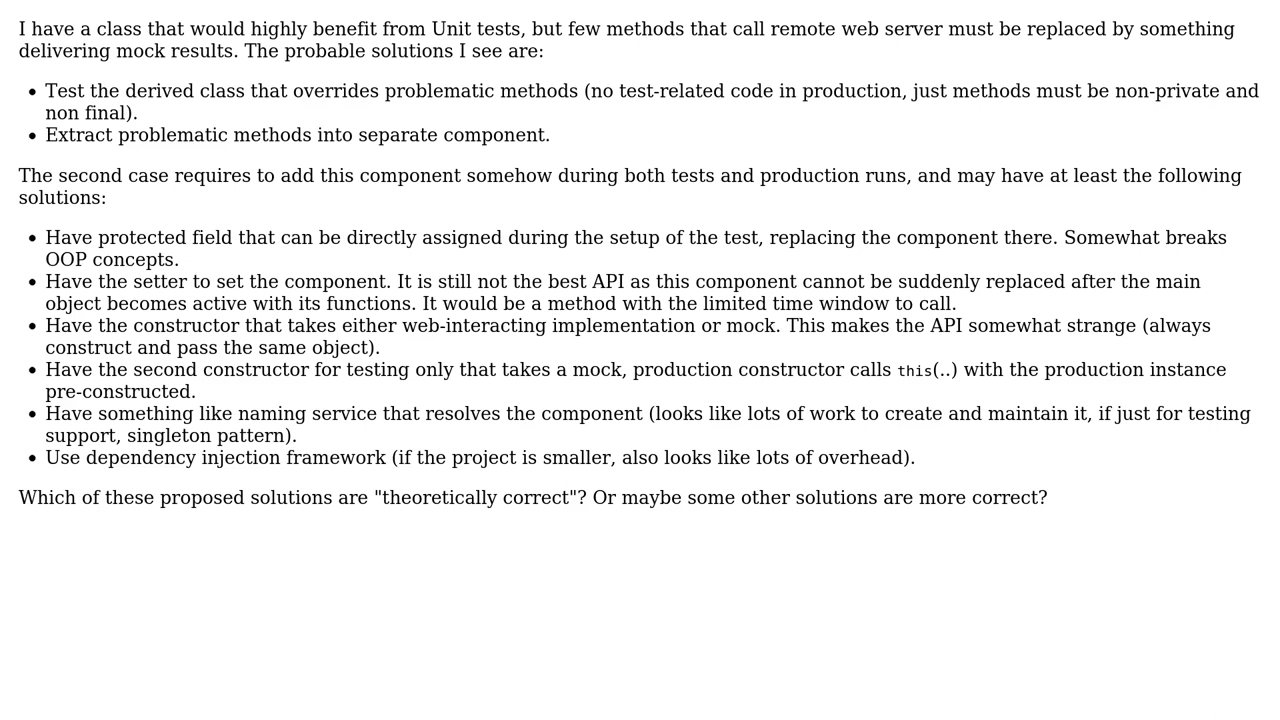 I have a class that would highly benefit from Unit tests, but few methods that call remote web server must be replaced by something
delivering mock results. The probable solutions I see are:
• Test the derived class that overrides problematic methods (no test-related code in production, just methods must be non-private and
non final).
• Extract problematic methods into separate component.
The second case requires to add this component somehow during both tests and production runs, and may have at least the following
solutions:
• Have protected field that can be directly assigned during the setup of the test, replacing the component there. Somewhat breaks
OOP concepts.
• Have the setter to set the component. It is still not the best API as this component cannot be suddenly replaced after the main
object becomes active with its functions. It would be a method with the limited time window to call.
• Have the constructor that takes either web-interacting implementation or mock. This makes the API somewhat strange (always
construct and pass the same object).
• Have the second constructor for testing only that takes a mock, production constructor calls this(..) with the production instance
pre-constructed.
• Have something like naming service that resolves the component (looks like lots of work to create and maintain it, if just for testing
support, singleton pattern).
• Use dependency injection framework (if the project is smaller, also looks like lots of overhead).
Which of these proposed solutions are "theoretically correct"? Or maybe some other solutions are more correct?